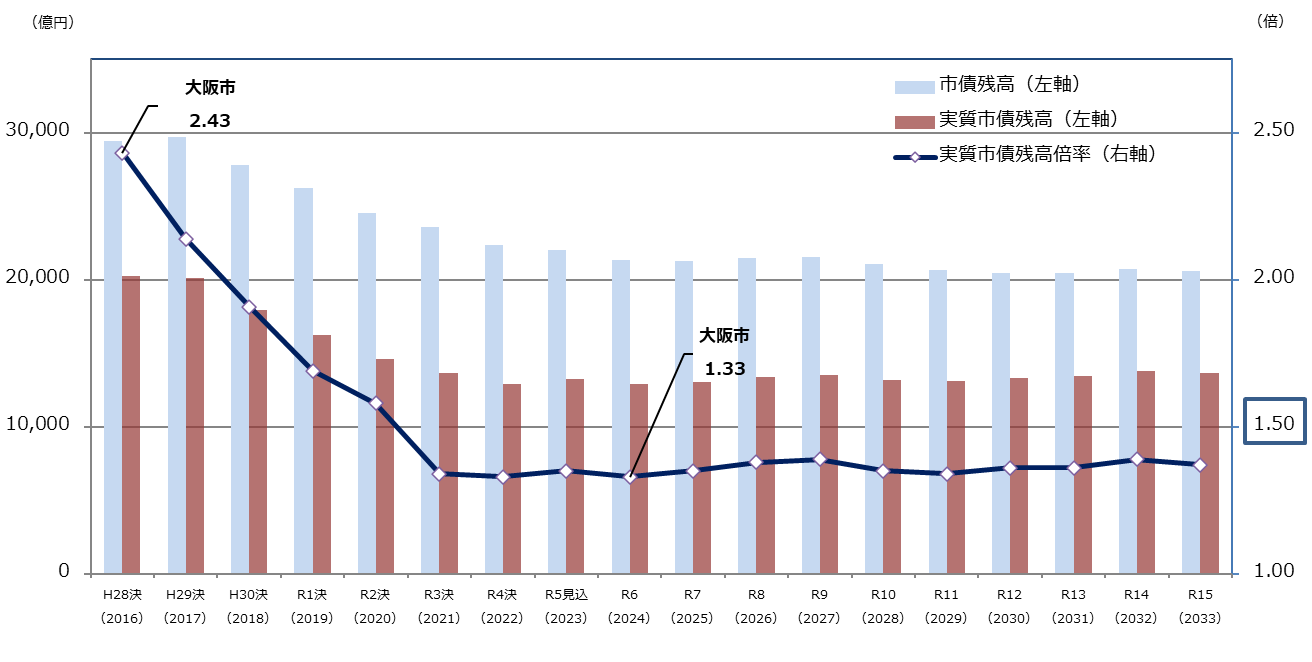 （億円）
（倍）
大阪市
2.43
市債残高（左軸）
実質市債残高（左軸）
実質市債残高倍率（右軸）
30,000
2.50
20,000
2.00
大阪市
1.33
10,000
1.50
0
1.00
H28決 H29決 H30決 R1決 R2決 R3決 R4決 R5見込 R6 R7 R8 R9 R10 R11 R12 R13 R14 R15
（2016） （2017） （2018） （2019） （2020） （2021） （2022） （2023） （2024） （2025） （2026） （2027） （2028） （2029） （2030） （2031） （2032） （2033）